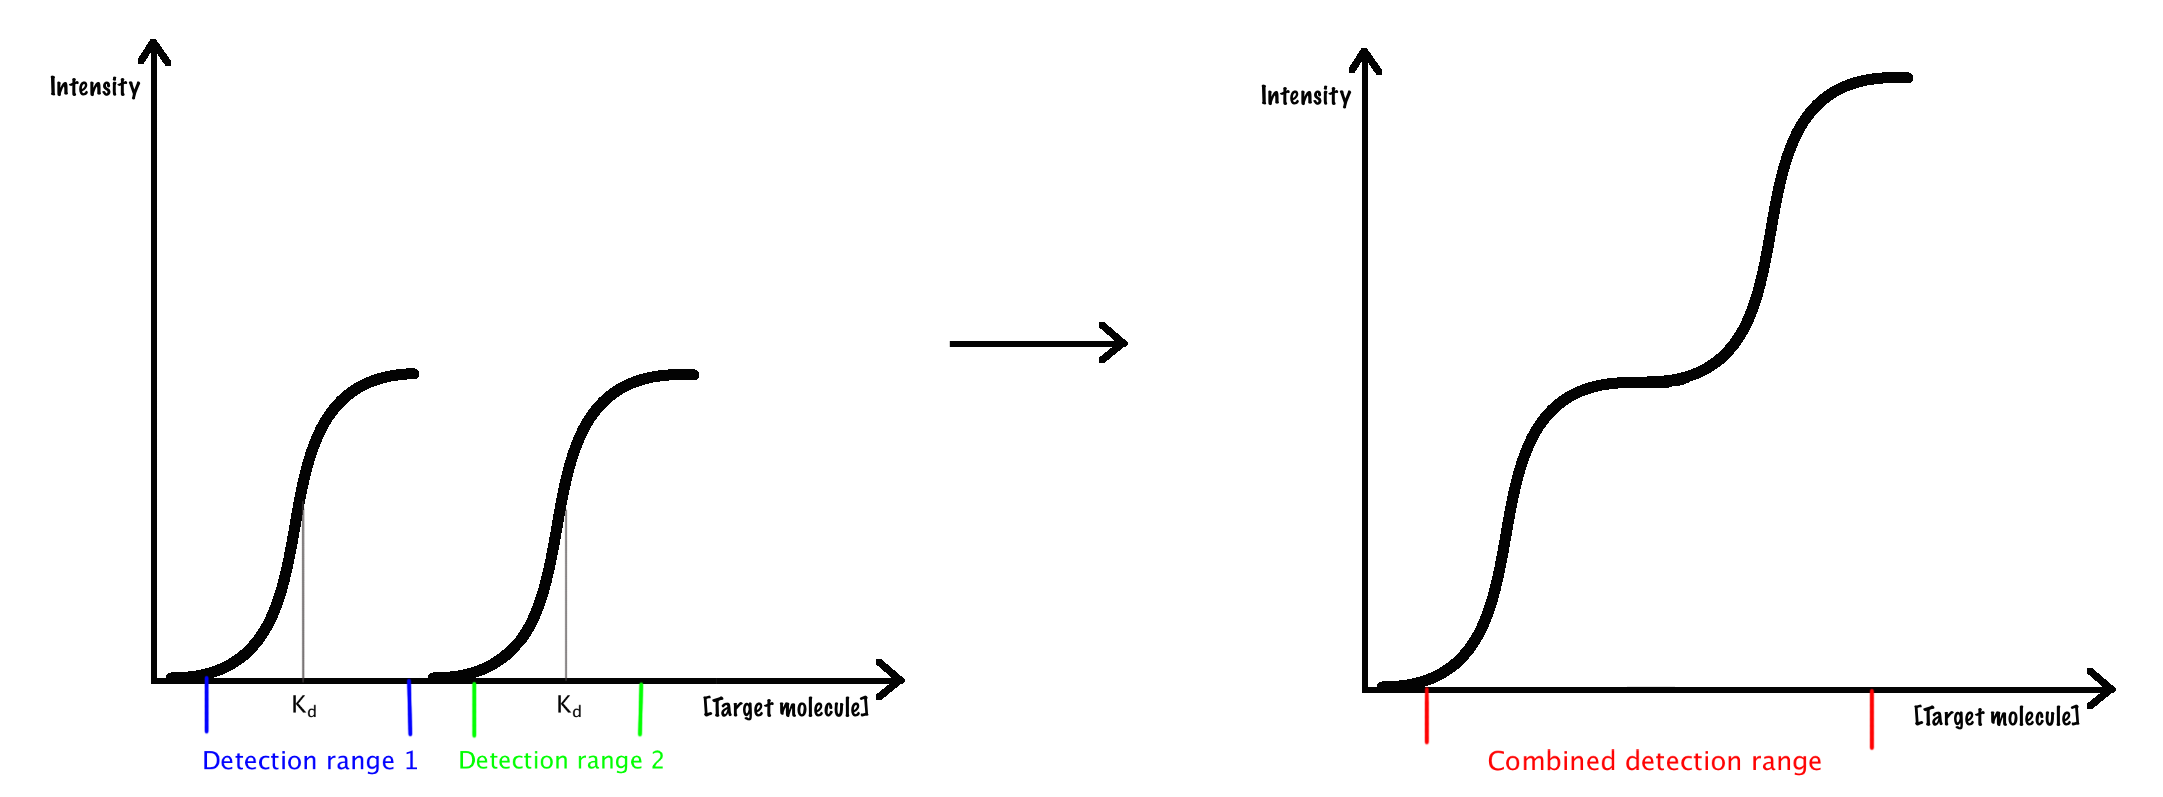 Intensity
K_d
K_d
[Target molecule]
Detection range 1
Detection range 2
Intensity
[Target molecule]
Combined detection range